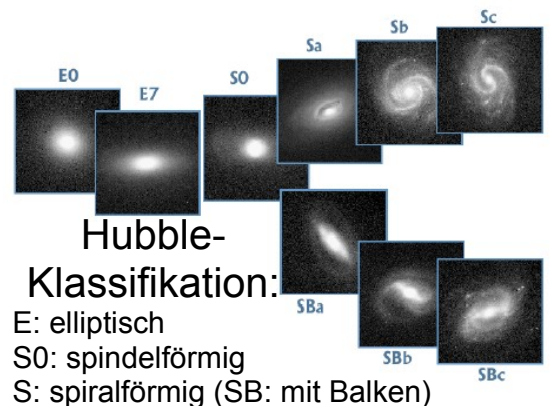 E0
E7
S0
Sa
Sb
Sc
Hubble-
Klassifikation:
SBa
SBb
SBc
E: elliptisch
S0: spindelförmig
S: spiralförmig (SB: mit Balken)